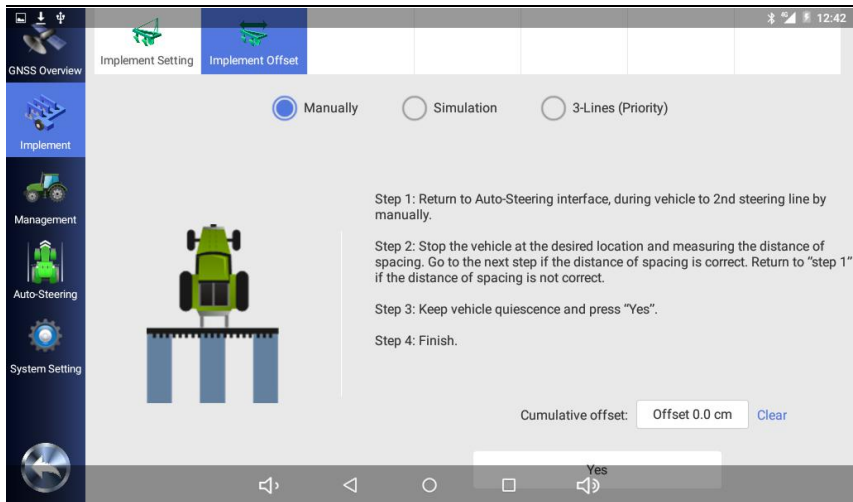 12:42
GNSS Overview
Implement Setting
Implement Offset
Manually
Simulation
3-Lines (Priority)
Implement
Management
Auto-Steering
System Setting
Step 1: Return to Auto-Steering interface, during vehicle to 2nd steering line by
manually.
Step 2: Stop the vehicle at the desired location and measuring the distance of
spacing. Go to the next step if the distance of spacing is correct. Return to "step 1"
if the distance of spacing is not correct.
Step 3: Keep vehicle quiescence and press "Yes".
Step 4: Finish.
Cumulative offset:
Offset 0.0 cm
Clear
Yes